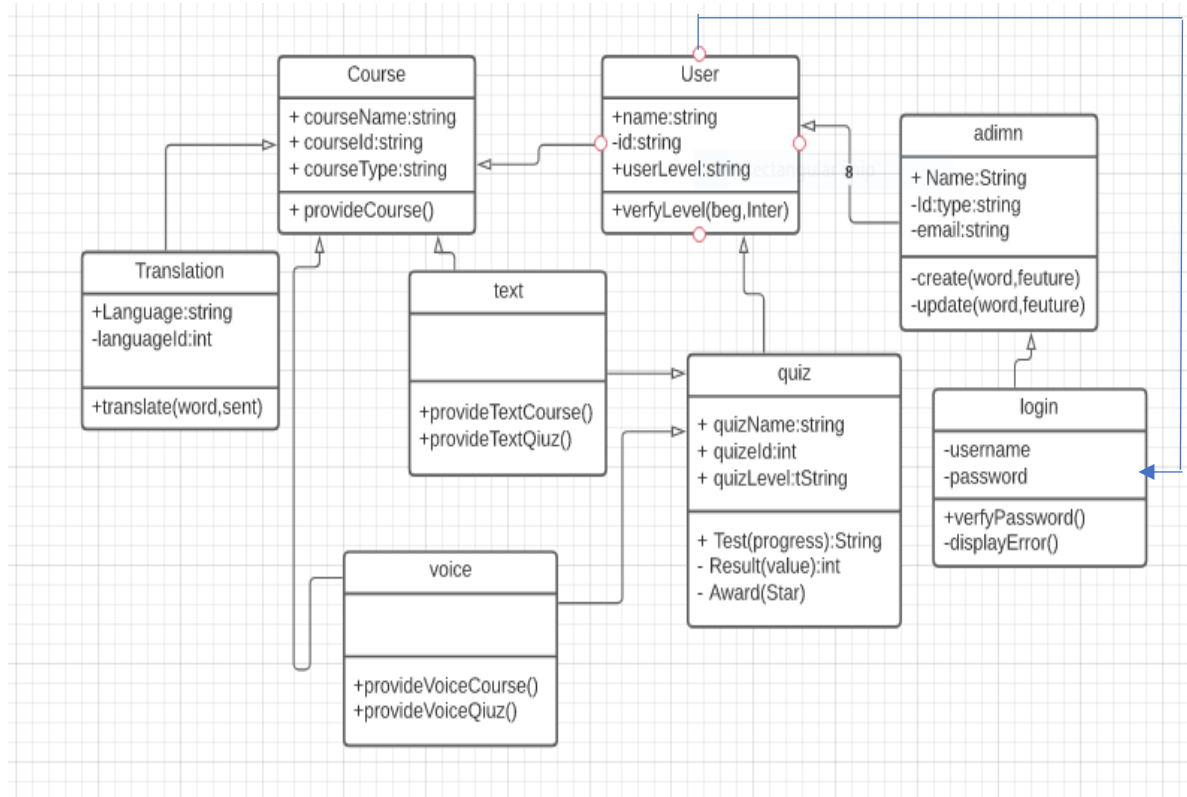 Course
+ courseName:string
+ courseId:string
+ courseType:string
+ provideCourse()
User
+name:string
-id:string
+userLevel:string
+verfyLevel(beg,Inter)
8
adimn
+ Name:String
-Id:type:string
-email:string
-create(word,feuture)
-update(word,feuture)
Translation
+Language:string
-languageId:int
+translate(word,sent)
text
+provideTextCourse()
+provideTextQiuz()
quiz
+ quizName:string
+ quizeId:int
+ quizLevel:tString
+ Test(progress):String
- Result(value):int
- Award(Star)
login
-username
-password
+verfyPassword()
-displayError()
voice
+provideVoiceCourse()
+provideVoiceQiuz()